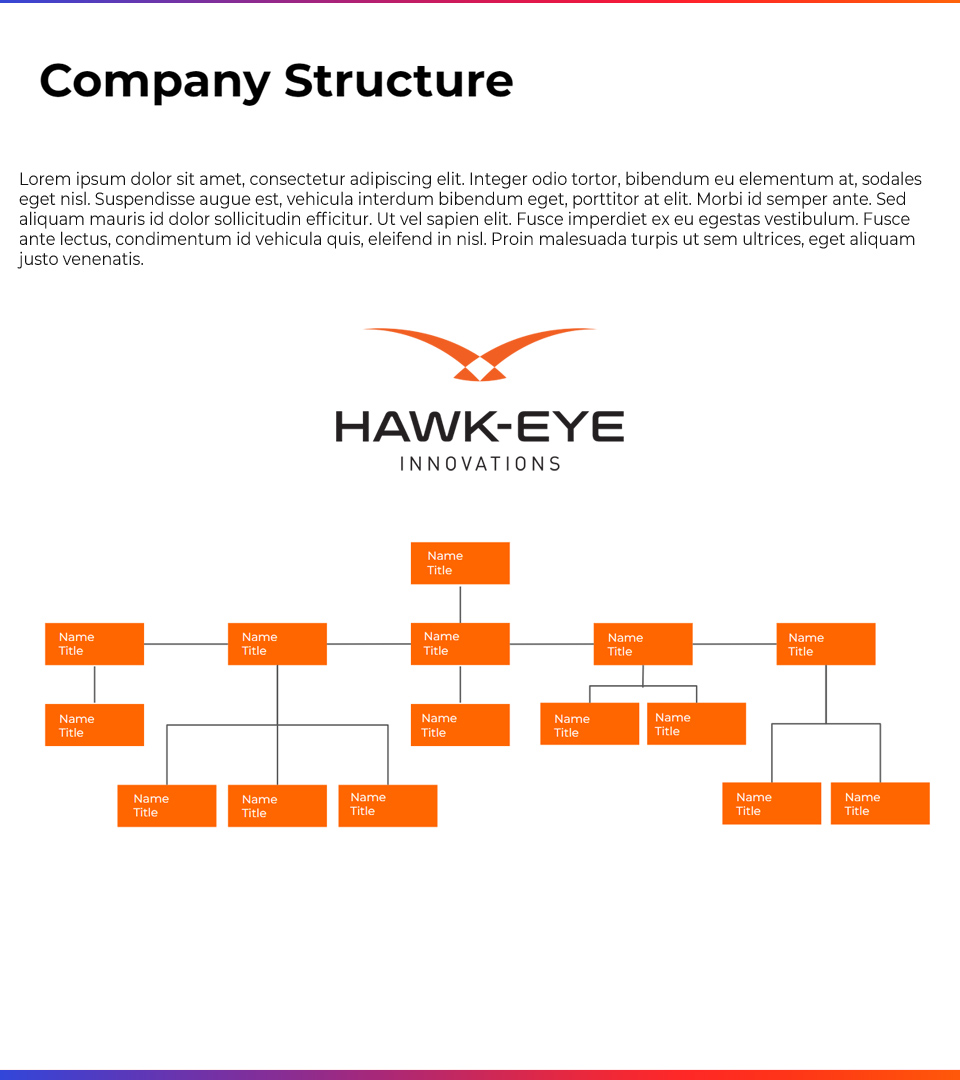 Company Structure
Lorem ipsum dolor sit amet, consectetur adipiscing elit. Integer odio tortor, bibendum eu elementum at, sodales
eget nisl. Suspendisse augue est, vehicula interdum bibendum eget, porttitor at elit. Morbi id semper ante. Sed
aliquam mauris id dolor sollicitudin efficitur. Ut vel sapien elit. Fusce imperdiet ex eu egestas vestibulum. Fusce
ante lectus, condimentum id vehicula quis, eleifend in nisl. Proin malesuada turpis ut sem ultrices, eget aliquam
justo venenatis.
HAWK-EYE
INNOVATIONS
Name
Title
Name
Title
Name
Title
Name
Title
Name
Title
Name
Title
Name
Title
Name
Title
Name
Title
Name
Title
Name
Title
Name
Title
Name
Title
Name
Title
Name
Title